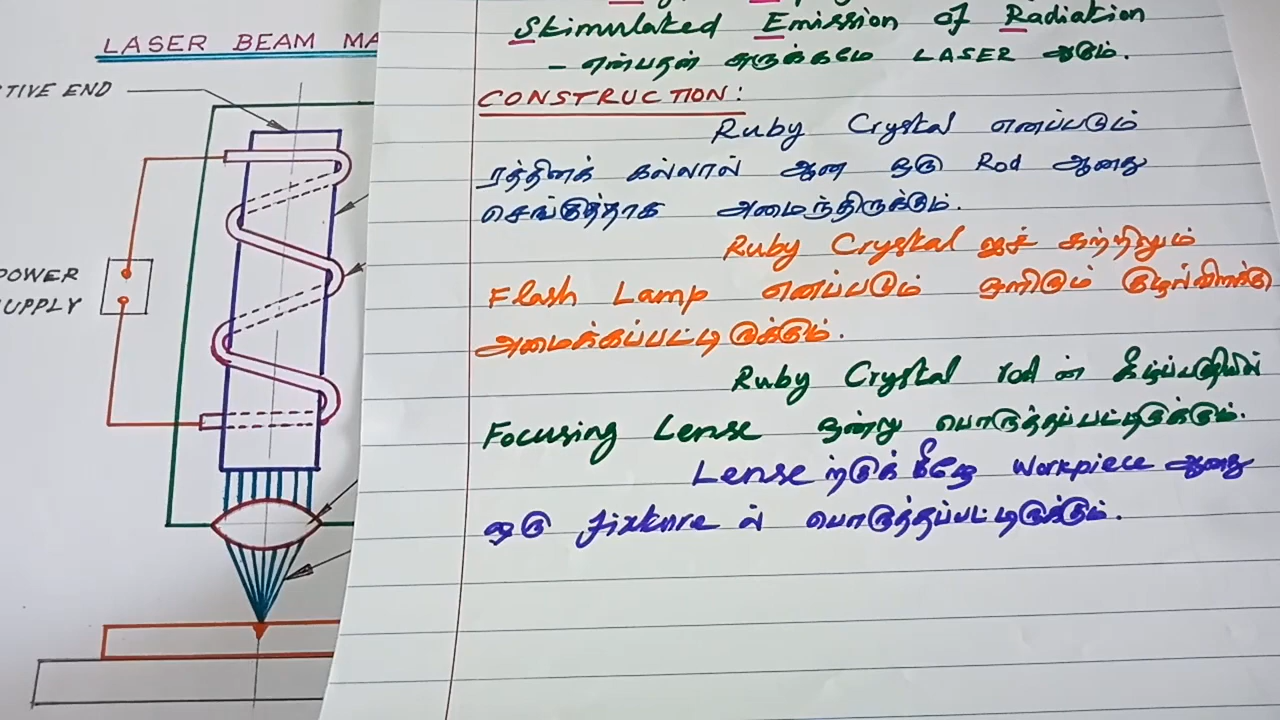 LASER BEAM MA
TIVE END
POWER
SUPPLY
Stimulated Emission of Radiation
- என்பதன் சுருக்கமே LASER ஆகும்.
CONSTRUCTION:
Ruby Crystal எனப்படும்
ரத்தினக் கல்லால் ஆன ஒரு Rod ஆனது
செங்குத்தாக அமைந்திருக்கும்.
Ruby Crystal ஐச் சுற்றிலும்
Flash Lamp எனப்படும் ஒளிரும் குழல்விளக்கு
அமைக்கப்பட்டிருக்கும்.
Ruby Crystal rod ன் கீழ்ப்பகுதியில்
Focusing Lense ஒன்று பொருத்தப்பட்டிருக்கும்.
Lense ற்குக் கீழே workpiece ஆனது
ஒரு fixture ல் பொருத்தப்பட்டிருக்கும்.